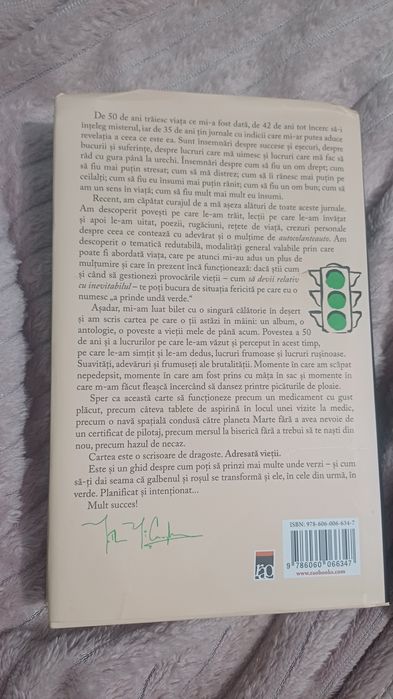 De 50 de ani trăiesc viața ce mi-a fost dată, de 42 de ani tot încerc să-i
înțeleg misterul, iar de 35 de ani țin jurnale cu indicii care mi-ar putea aduce
revelația a ceea ce este ea. Sunt însemnări despre succese și eșecuri, despre
bucurii și suferințe, despre lucruri care mă uimesc și lucruri care mă fac să
râd cu gura până la urechi. Însemnări despre cum să fiu un om drept; cum
să fiu mai puțin stresat; cum să mă distrez; cum să îi rănesc mai puțin pe
ceilalți; cum să fiu eu însumi mai puțin rănit; cum să fiu om bun; cum să
am un sens în viață; cum să fiu mult mai mult eu însumi.
Recent, am căpătat curajul de a mă așeza alături de toate aceste jurnale.
Am descoperit povești pe care le-am trăit, lecții pe care le-am învățat
și apoi le-am uitat, poezii, rugăciuni, rețete de viață, crezuri personale
despre ceea ce contează cu adevărat și o mulțime de autocolanteauto. Am
descoperit o tematică redutabilă, modalități general valabile prin care
poate fi abordată viața, care pe atunci mi-au adus un plus de
mulțumire și care în prezent încă funcționează: dacă știi cum
și când să gestionezi provocările vieții – cum să devii relativ
cu inevitabilul – te poți bucura de situația fericită pe care eu o
numesc „a prinde undă verde.“
Așadar, mi-am luat bilet cu o singură călătorie în deșert
și am scris cartea pe care o ții astăzi în mâini: un album, o
antologie, o poveste a vieții mele de până acum. Povestea a 50
de ani și a lucrurilor pe care le-am văzut și perceput în acest timp,
pe care le-am simțit și le-am dedus, lucruri frumoase și lucruri rușinoase.
Suavități, adevăruri și frumuseți ale brutalității. Momente în care am scăpat
nepedepsit, momente în care am fost prins cu mâța în sac și momente în
care m-am făcut fleașcă încercând să dansez printre picăturile de ploaie.
Sper ca această carte să funcționeze precum un medicament cu gust
plăcut, precum câteva tablete de aspirină în locul unei vizite la medic,
precum o navă spațială condusă către planeta Marte fără a avea nevoie de
un certificat de pilotaj, precum mersul la biserică fără a trebui să te naști din
nou, precum hazul de necaz.
Cartea este o scrisoare de dragoste. Adresată vieții.
Este și un ghid despre cum poți să prinzi mai multe unde verzi – și cum
să-ți dai seama că galbenul și roșul se transformă și ele, în cele din urmă, în
verde. Planificat și intenționat...
Mult succes!
ISBN: 978-606-006-634-7
rao
9 786060 066347
www.raobooks.com